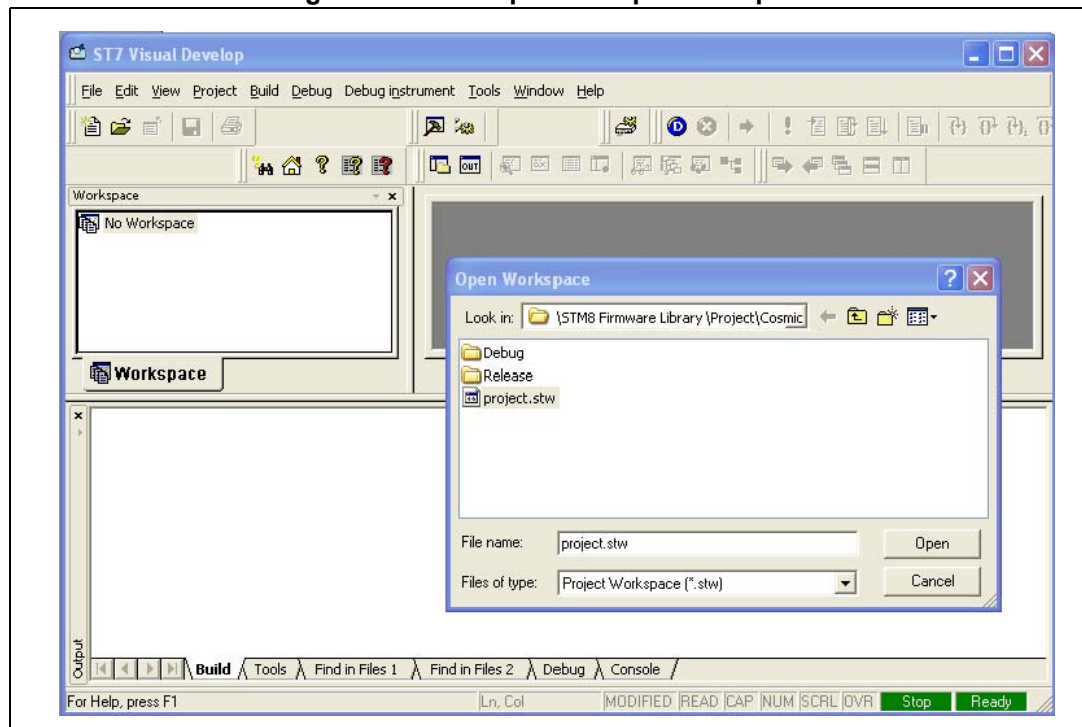 ST7 Visual Develop
File Edit View Project Build Debug Debug instrument Tools Window Help
D
OUT
Workspace
No Workspace
Workspace
Open Workspace
Look in: \STM8 Firmware Library \Project\Cosmic
Debug
Release
project.stw
File name: project.stw Open
Files of type: Project Workspace (*.stw) Cancel
Output
Build Tools Find in Files 1 Find in Files 2 Debug Console
For Help, press F1 Ln, Col MODIFIED READ CAP NUM SCRL OVR Stop Ready